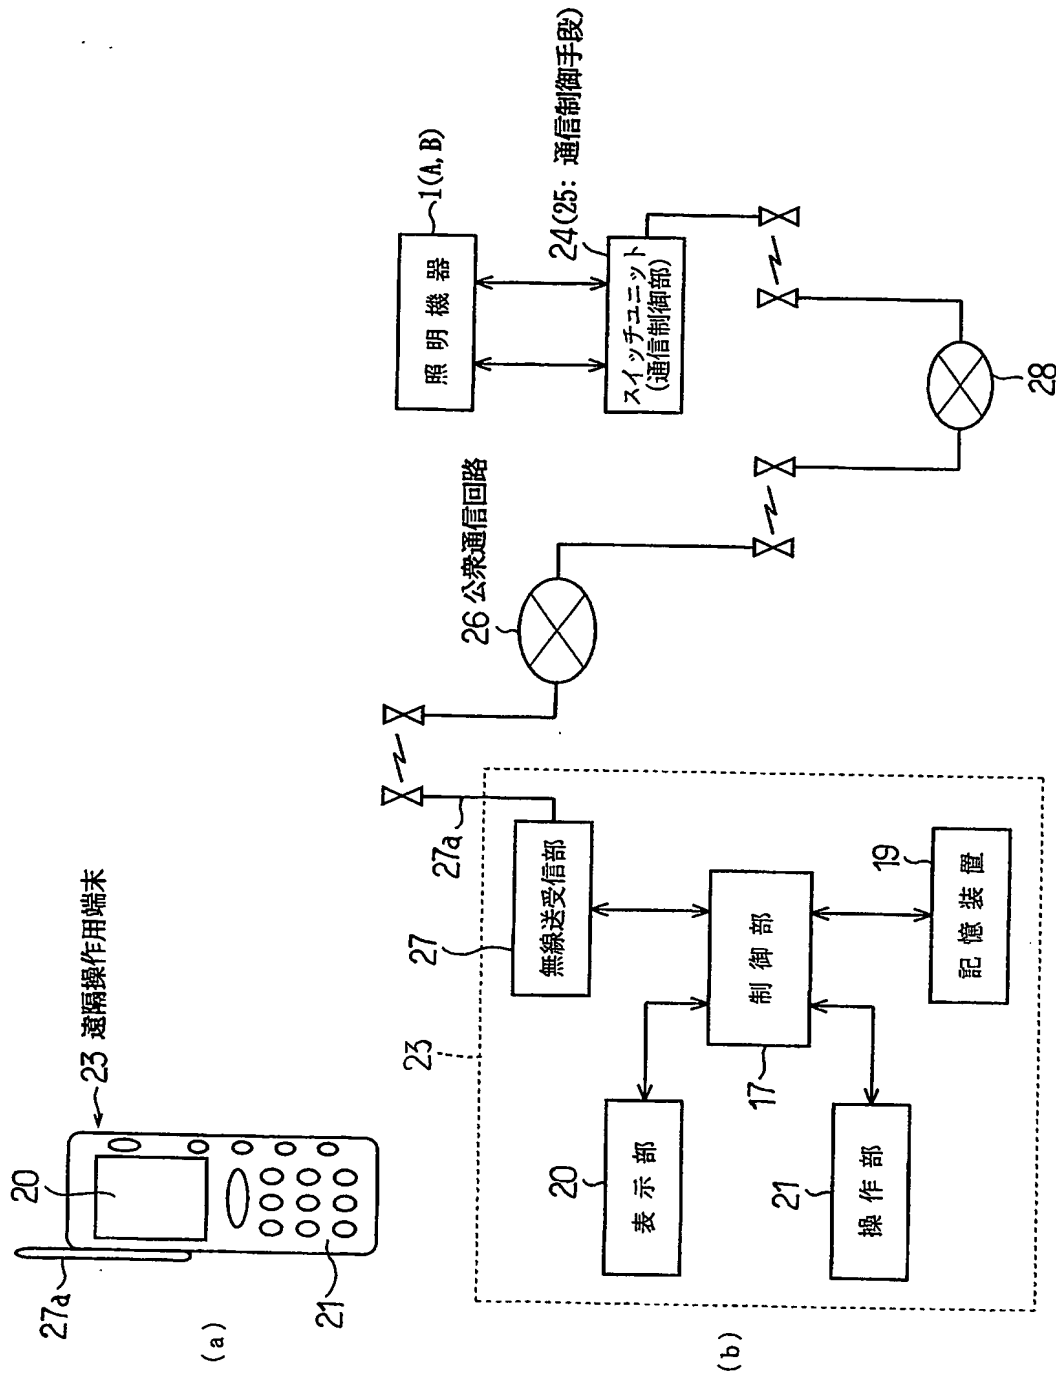 (a)
27a
20
23 遠隔操作用端末
21
(b)
23
27
無線送受信部
27a
20
表示部
17
制御部
21
操作部
19
記憶装置
26 公衆通信回路
28
1(A,B)
照明機器
24(25: 通信制御手段)
スイッチユニット
(通信制御部)